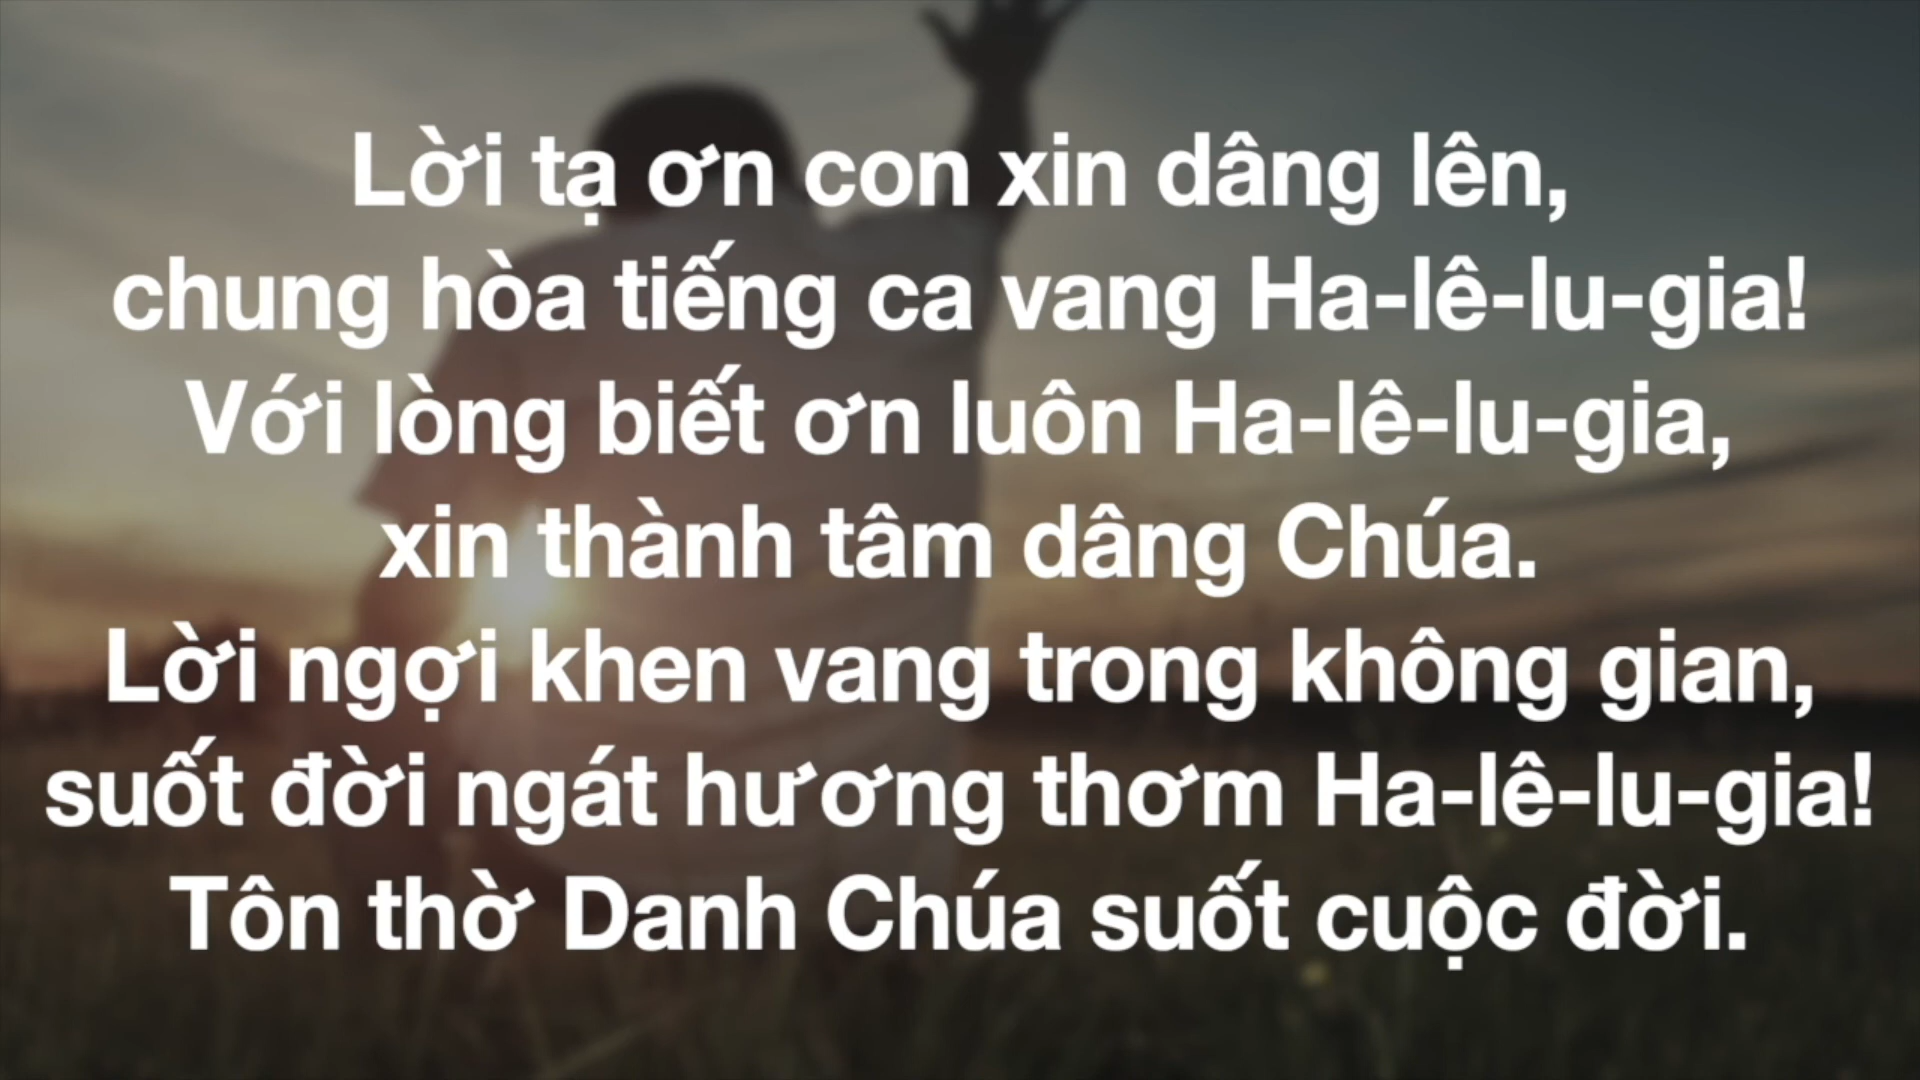 Lời tạ ơn con xin dâng lên,
chung hòa tiếng ca vang Ha-lê-lu-gia!
Với lòng biết ơn luôn Ha-lê-lu-gia,
xin thành tâm dâng Chúa.
Lời ngợi khen vang trong không gian,
suốt đời ngát hương thơm Ha-lê-lu-gia!
Tôn thờ Danh Chúa suốt cuộc đời.